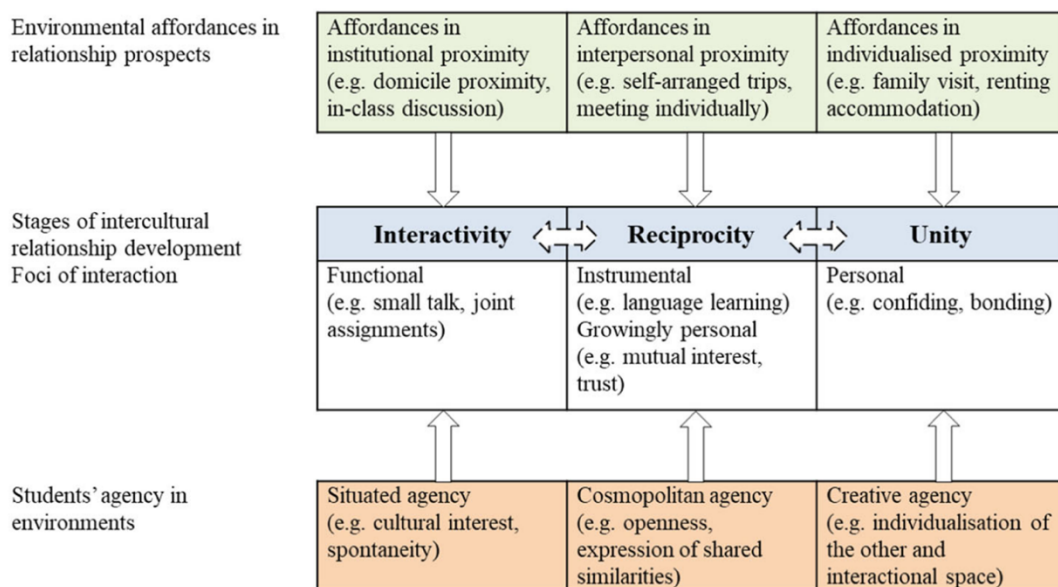 Environmental affordances in
relationship prospects
Affordances in
institutional proximity
(e.g. domicile proximity,
in-class discussion)
Affordances in
interpersonal proximity
(e.g. self-arranged trips,
meeting individually)
Affordances in
individualised proximity
(e.g. family visit, renting
accommodation)
Stages of intercultural
relationship development
Foci of interaction
Interactivity
Reciprocity
Unity
Functional
(e.g. small talk, joint
assignments)
Instrumental
(e.g. language learning)
Growingly personal
(e.g. mutual interest,
trust)
Personal
(e.g. confiding, bonding)
Students’ agency in
environments
Situated agency
(e.g. cultural interest,
spontaneity)
Cosmopolitan agency
(e.g. openness,
expression of shared
similarities)
Creative agency
(e.g. individualisation of
the other and
interactional space)